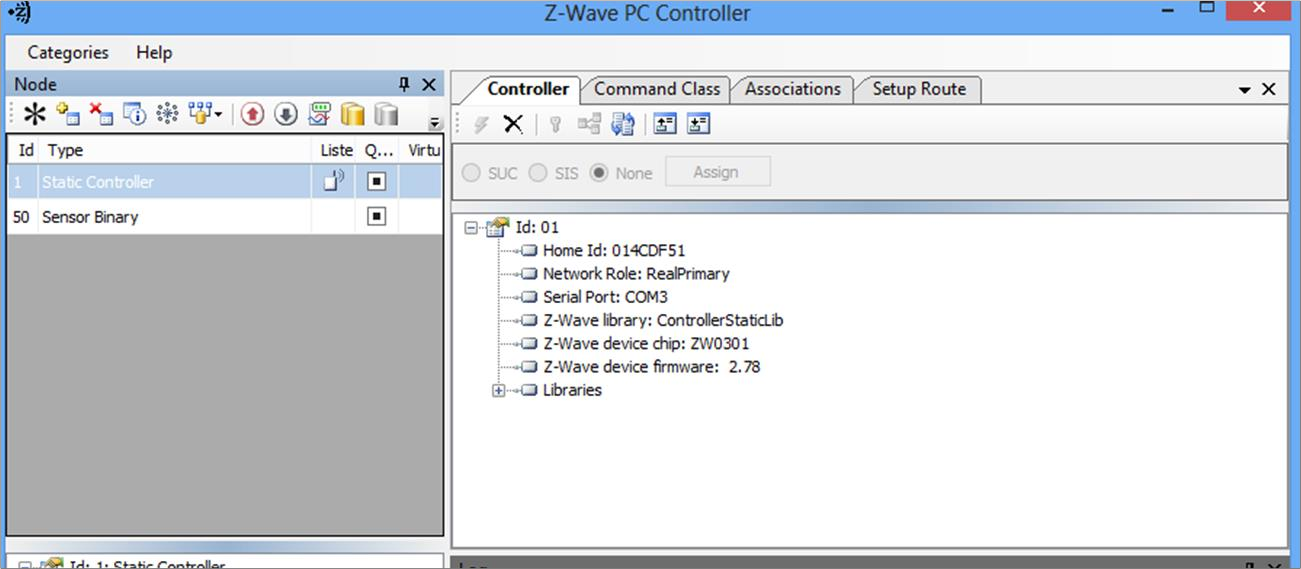 Z-Wave PC Controller
Categories Help
Node
Id Type Liste Q... Virtu
1 Static Controller
50 Sensor Binary
Id: 1: Static Controller
Controller Command Class Associations Setup Route
SUC SIS None Assign
Id: 01
Home Id: 014CDF51
Network Role: RealPrimary
Serial Port: COM3
Z-Wave library: ControllerStaticLib
Z-Wave device chip: ZW0301
Z-Wave device firmware: 2.78
Libraries
Log